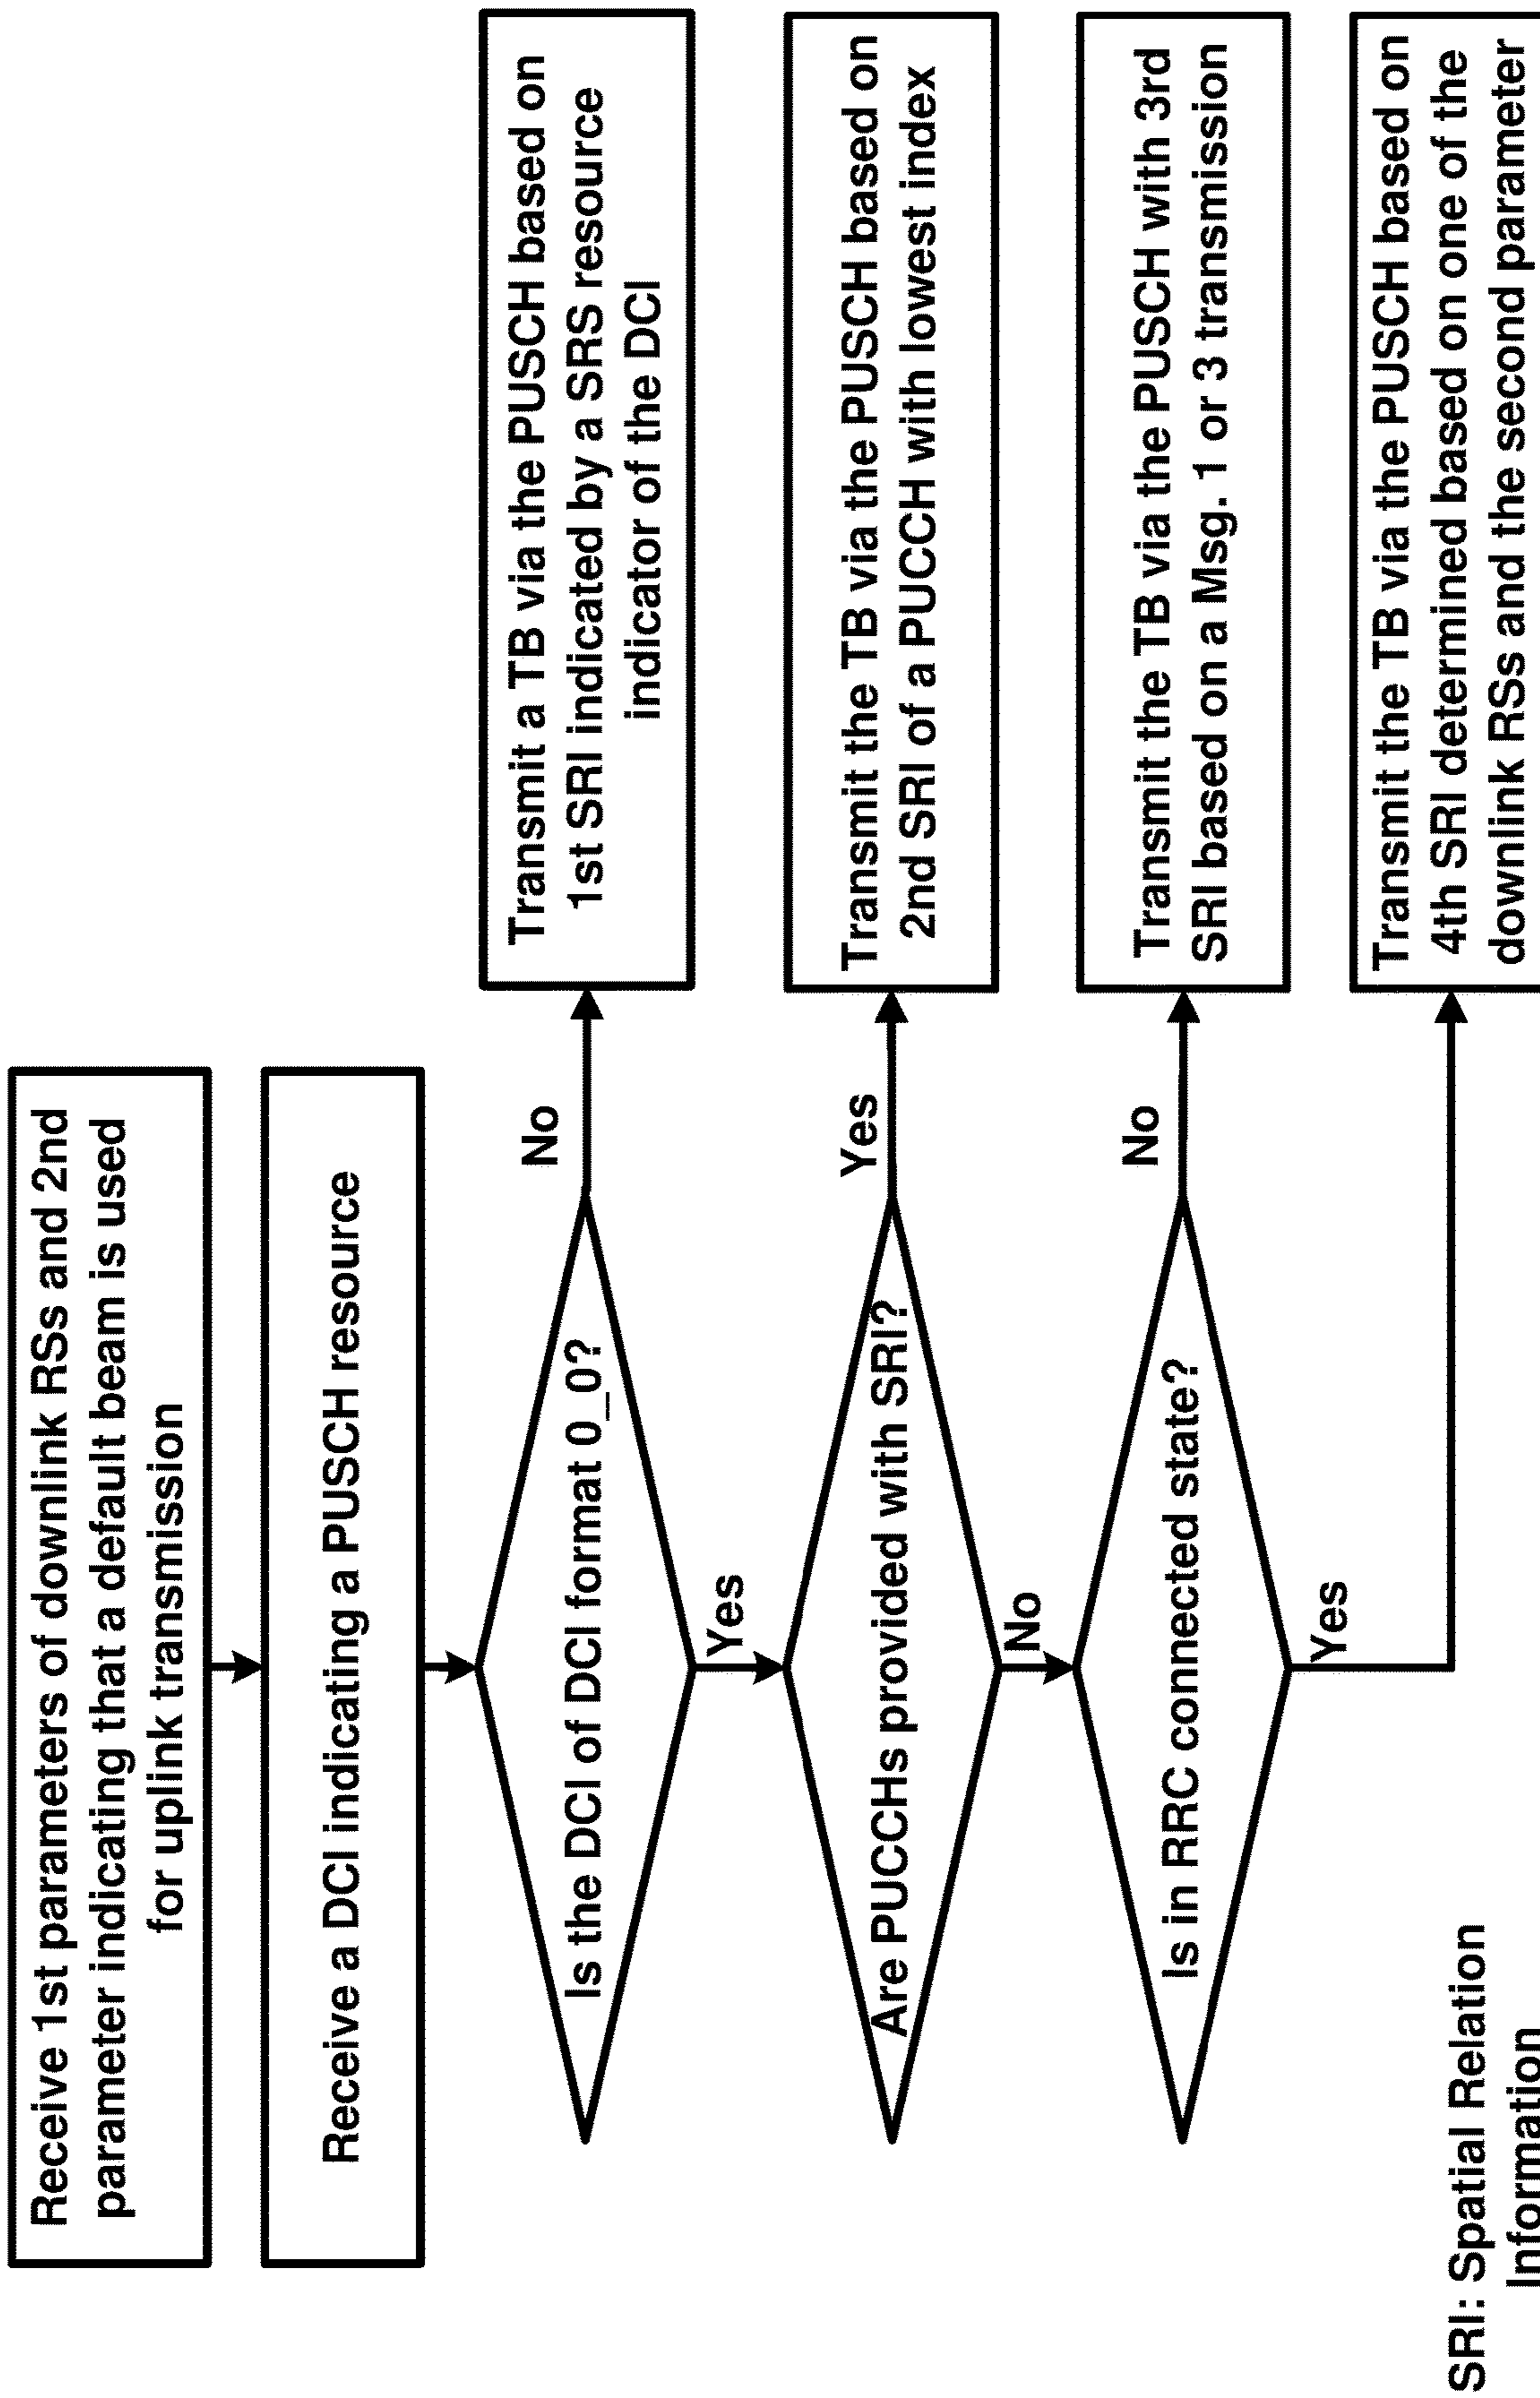 Receive 1st parameters of downlink RSs and 2nd
parameter indicating that a default beam is used
for uplink transmission
Receive a DCI indicating a PUSCH resource
Is the DCI of DCI format 0_0?
No
Transmit a TB via the PUSCH based on
1st SRI indicated by a SRS resource
indicator of the DCI
Yes
Are PUCCHs provided with SRI?
Yes
Transmit the TB via the PUSCH based on
2nd SRI of a PUCCH with lowest index
No
Is in RRC connected state?
No
Transmit the TB via the PUSCH with 3rd
SRI based on a Msg. 1 or 3 transmission
Yes
Transmit the TB via the PUSCH based on
4th SRI determined based on one of the
downlink RSs and the second parameter
SRI: Spatial Relation
Information